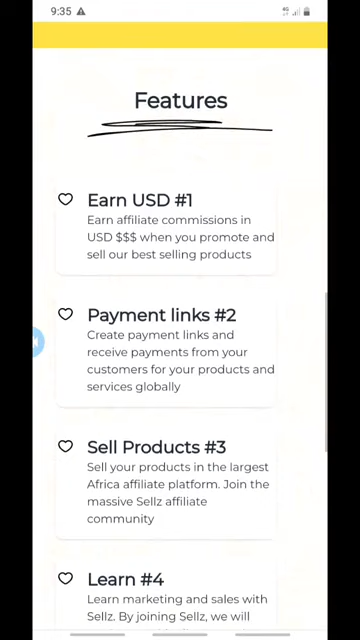 9:35
4G
Features
Earn USD #1
Earn affiliate commissions in
USD $$$ when you promote and
sell our best selling products
Payment links #2
Create payment links and
receive payments from your
customers for your products and
services globally
Sell Products #3
Sell your products in the largest
Africa affiliate platform. Join the
massive Sellz affiliate
community
Learn #4
Learn marketing and sales with
Sellz. By joining Sellz, we will